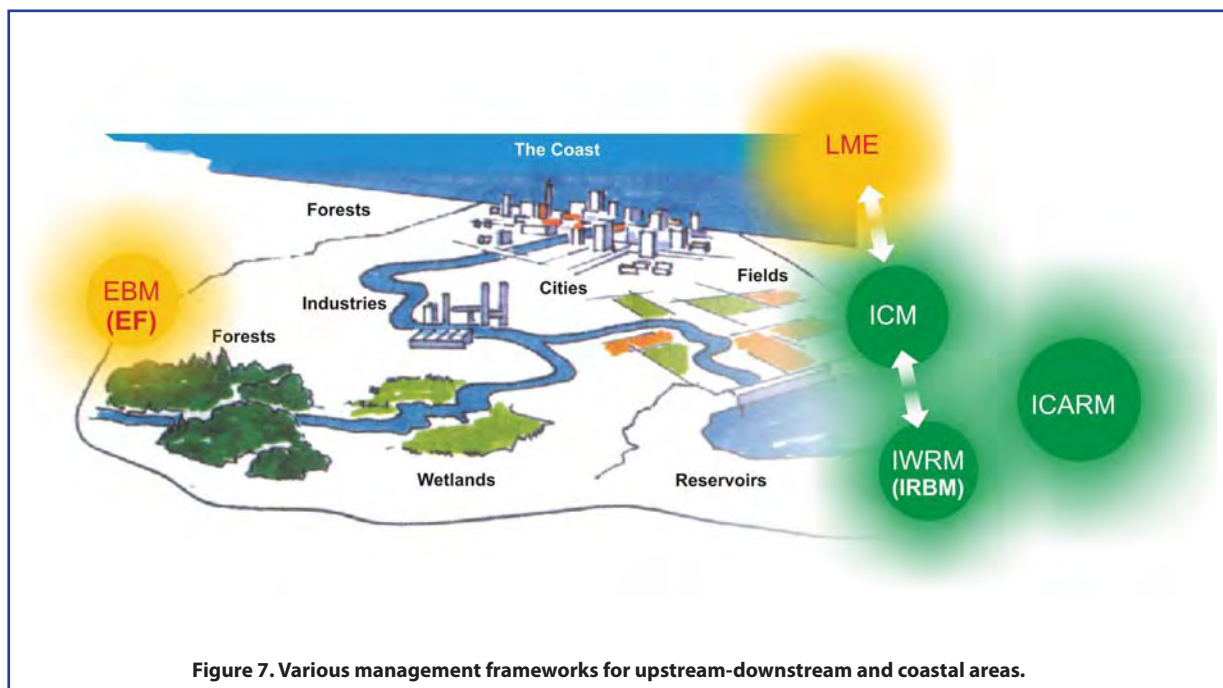 The Coast
LME
Forests
EBM
(EF)
Industries
Cities
Fields
ICM
Forests
ICARM
IWRM
(IRBM)
Wetlands
Reservoirs
Figure 7. Various management frameworks for upstream-downstream and coastal areas.